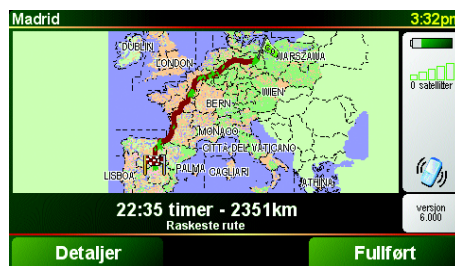 Madrid
3:32pm
DUBLIN
LONDON
WARSZAWA
WIEN
BERN
MONACO
CITTÀ DEL VATICANO
LISBOA
PALMA
CAGLIARI
ATHINA
0 satellitter
22:35 timer - 2351km
Raskeste rute
versjon
6.000
Detaljer
Fullført